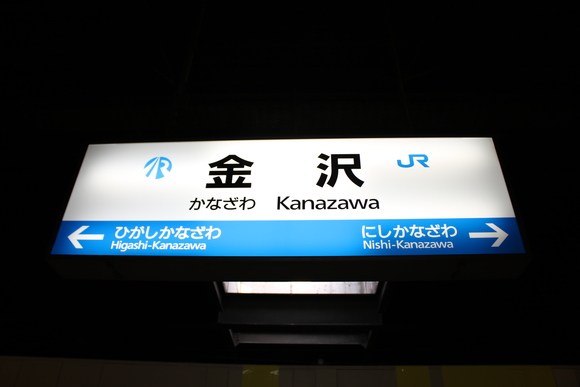 金沢
JR
かなざわ Kanazawa
ひがしかなざわ
Higashi-Kanazawa
にしかなざわ
Nishi-Kanazawa